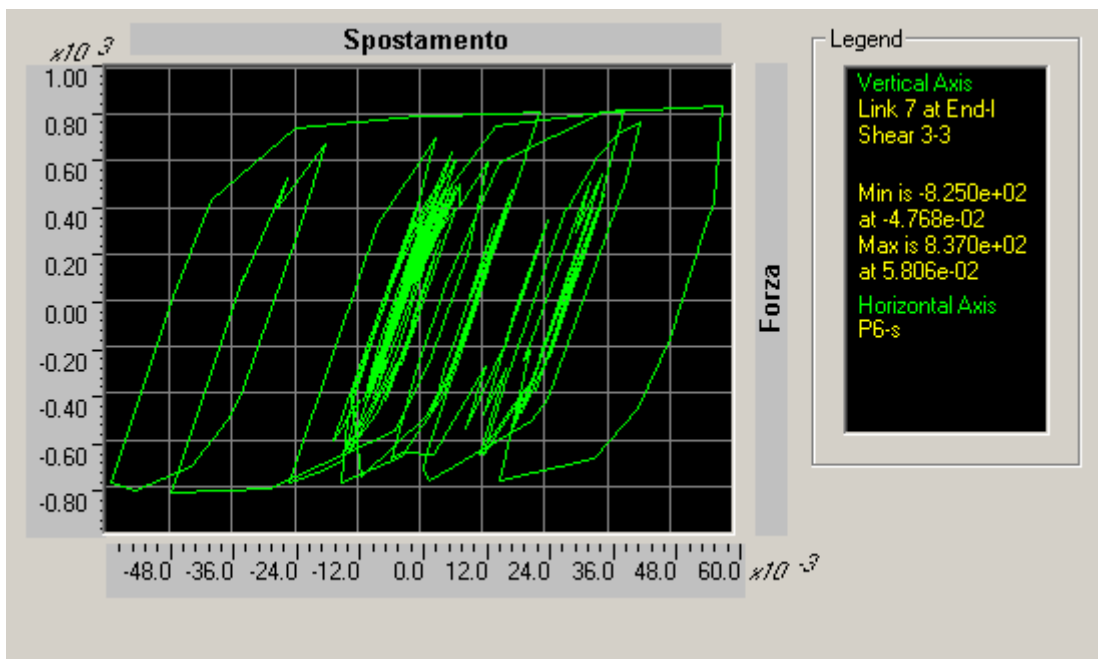 Spostamento
x10 3
1.00
0.80
0.60
0.40
0.20
0.00
-0.20
-0.40
-0.60
-0.80
Forza
-48.0 -36.0 -24.0 -12.0 0.0 12.0 24.0 36.0 48.0 60.0 x10 -3
Legend
Vertical Axis
Link 7 at End-I
Shear 3-3
Min is -8.250e+02
at -4.768e-02
Max is 8.370e+02
at 5.806e-02
Horizontal Axis
P6-s